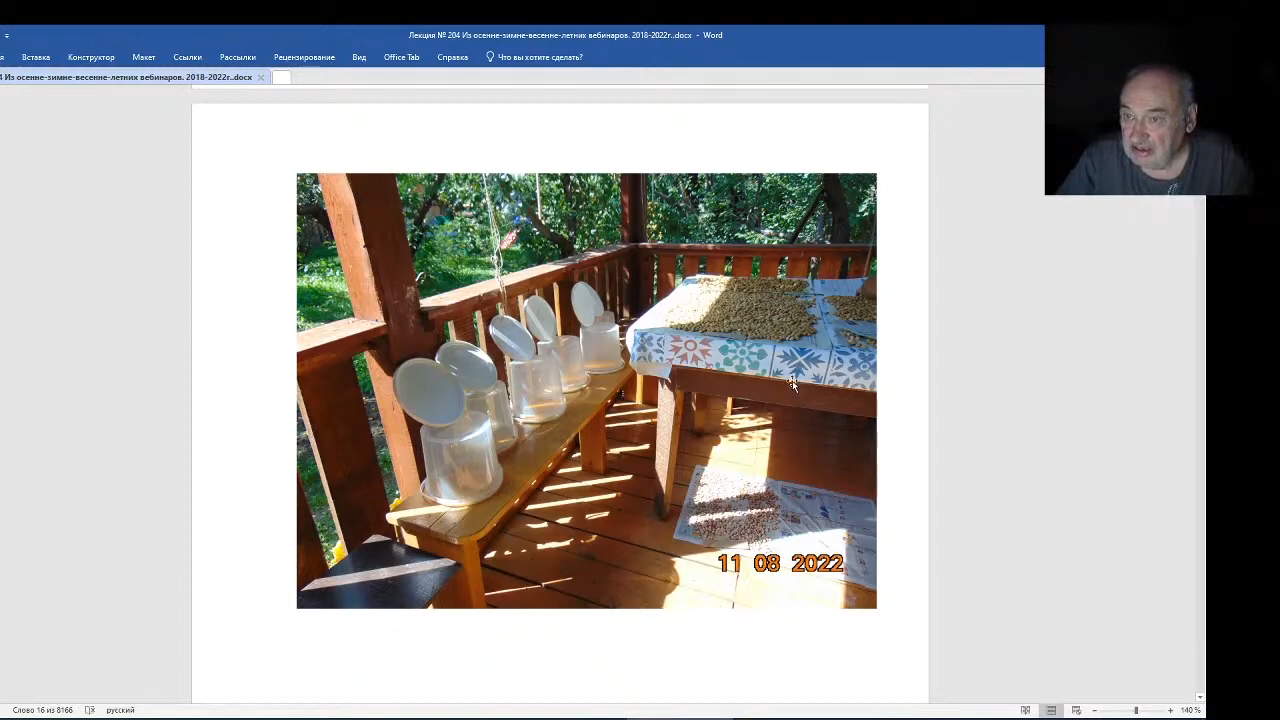 Лекция № 204 Из осенне-зимне-весенне-летних вебинаров. 2018-2022г..docx - Word
Вставка Конструктор Макет Ссылки Рассылки Рецензирование Вид Office Tab Справка Что вы хотите сделать?
4 Из осенне-зимне-весенне-летних вебинаров. 2018-2022г..docx
11 08 2022
Слово 16 из 8166 русский 140 %